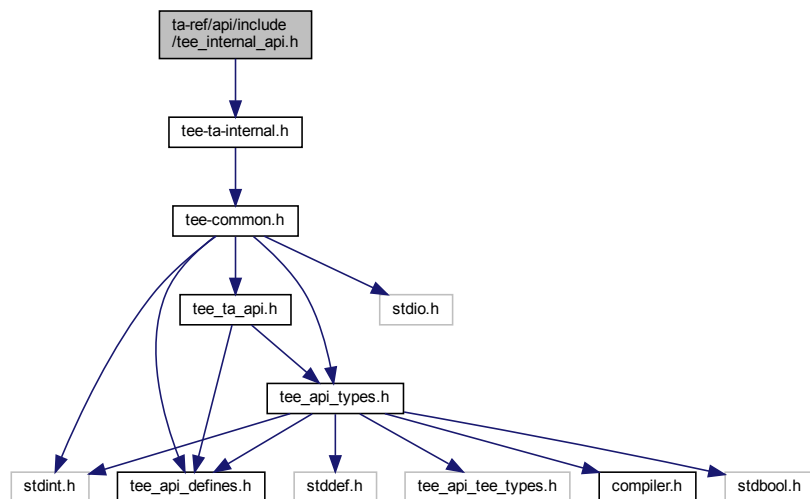 ta-ref/api/include
/tee_internal_api.h
tee-ta-internal.h
tee-common.h
tee_ta_api.h
stdio.h
tee_api_types.h
stdint.h
tee_api_defines.h
stddef.h
tee_api_tee_types.h
compiler.h
stdbool.h